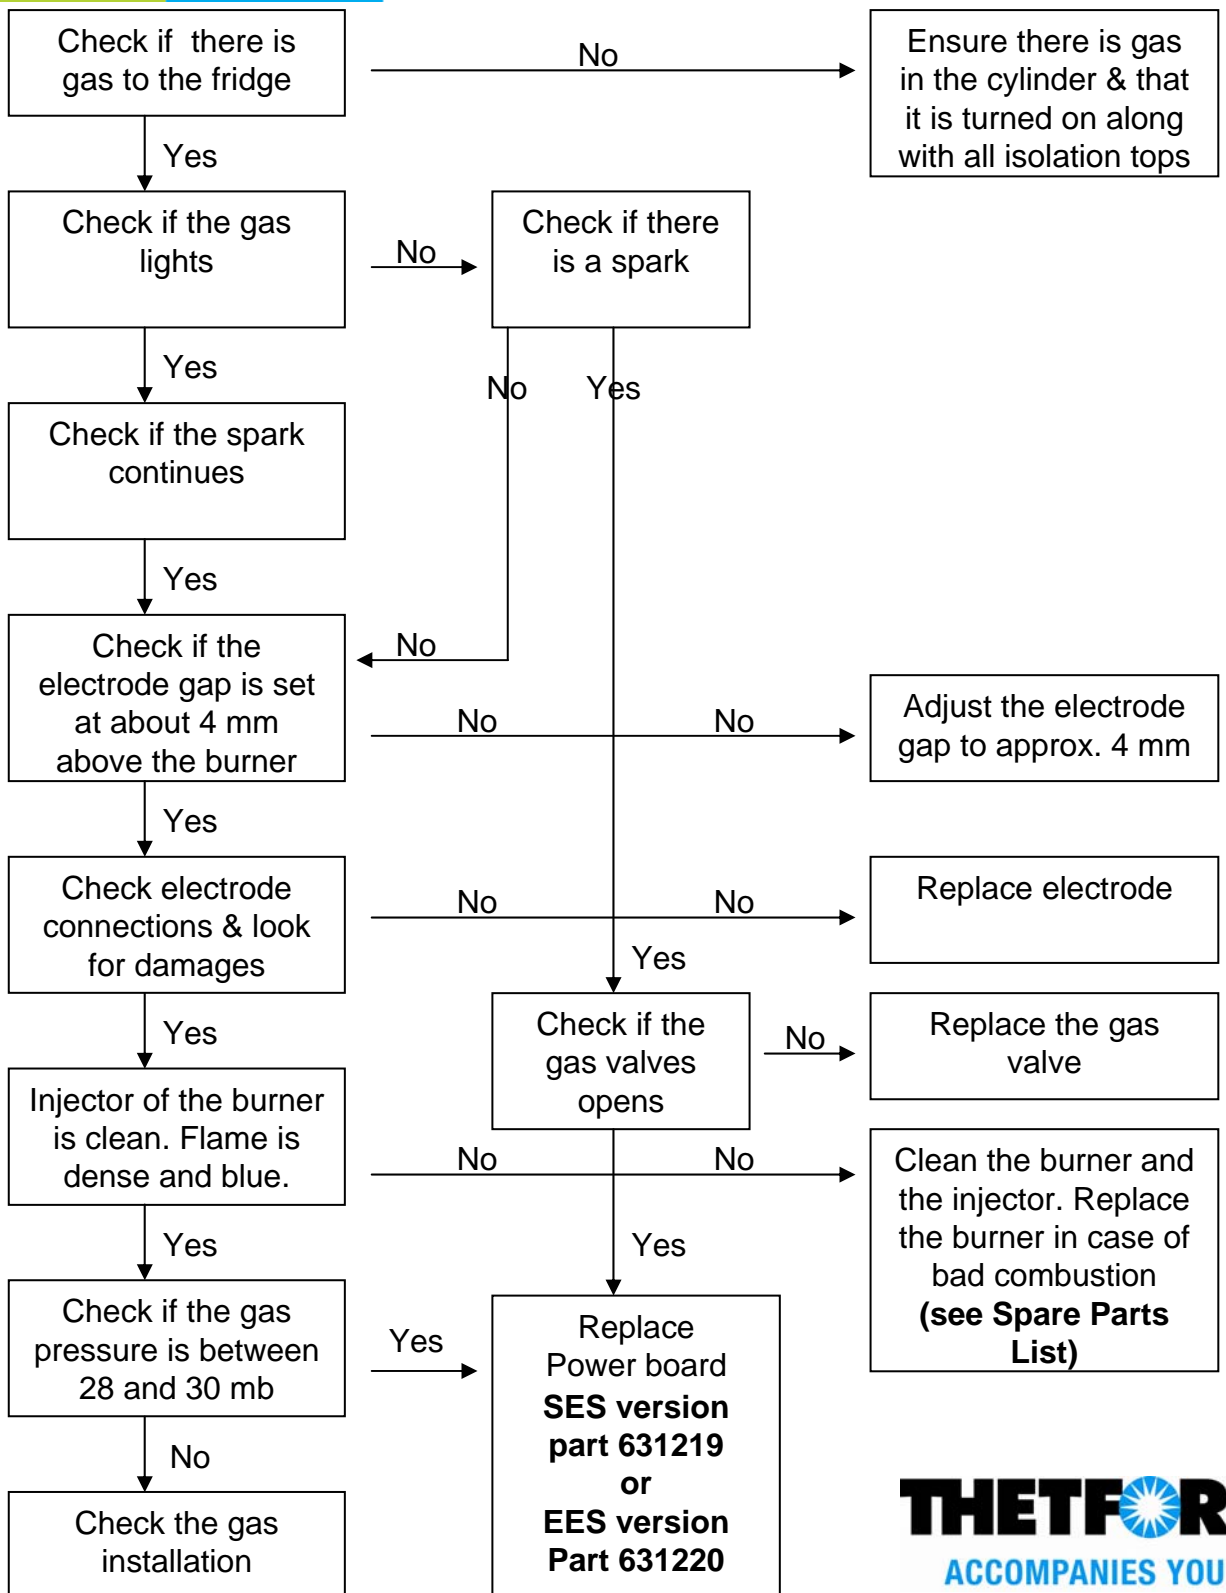 Check if there is
gas to the fridge
No
Ensure there is gas
in the cylinder & that
it is turned on along
with all isolation tops
Yes
Check if the gas
lights
No
Check if there
is a spark
Yes
No
Yes
Check if the spark
continues
Yes
Check if the
electrode gap is set
at about 4 mm
above the burner
No
No
No
Adjust the electrode
gap to approx. 4 mm
Yes
Check electrode
connections & look
for damages
No
No
Replace electrode
Yes
Yes
Check if the
gas valves
opens
No
Replace the gas
valve
Injector of the burner
is clean. Flame is
dense and blue.
No
No
Clean the burner and
the injector. Replace
the burner in case of
bad combustion
(see Spare Parts
List)
Yes
Yes
Check if the gas
pressure is between
28 and 30 mb
Yes
Replace
Power board
SES version
part 631219
or
EES version
Part 631220
No
Check the gas
installation
THETFOR
ACCOMPANIES YOU